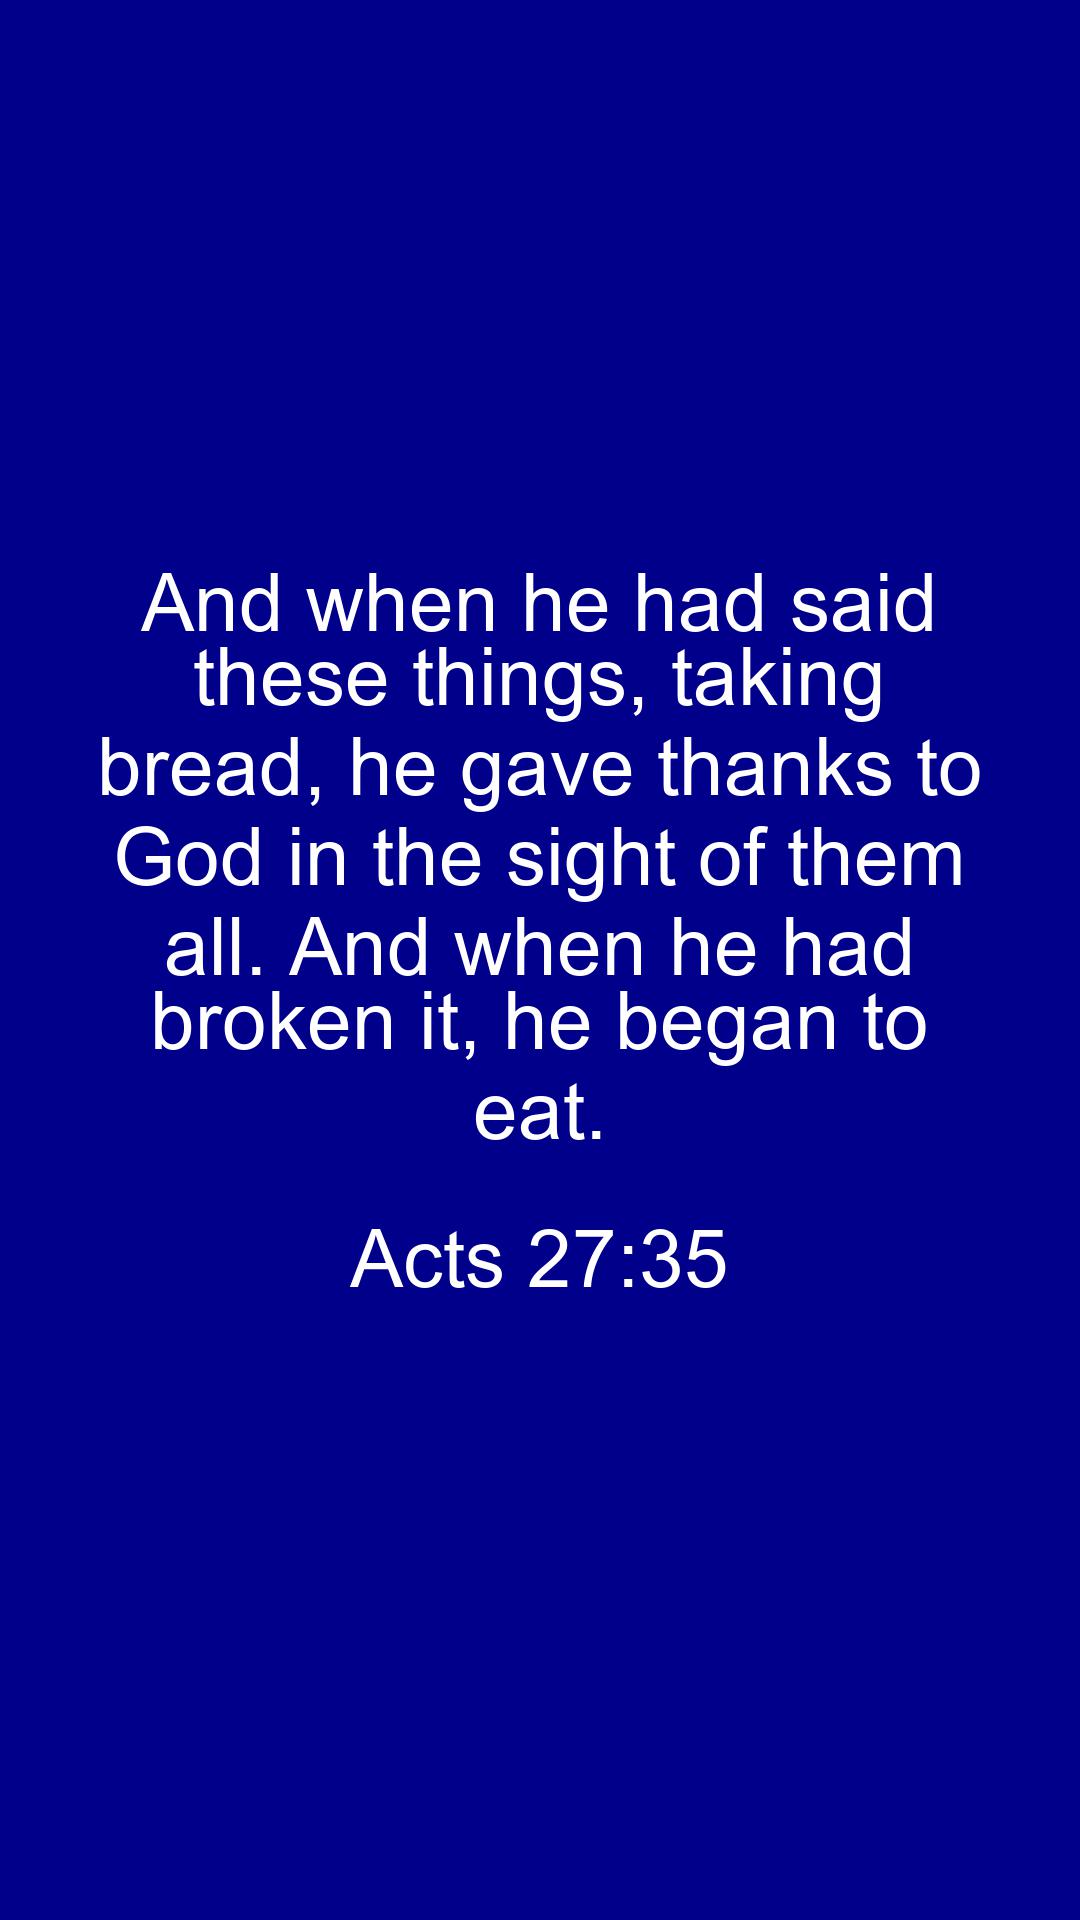 And when he had said
these things, taking
bread, he gave thanks to
God in the sight of them
all. And when he had
broken it, he began to
eat.
Acts 27:35